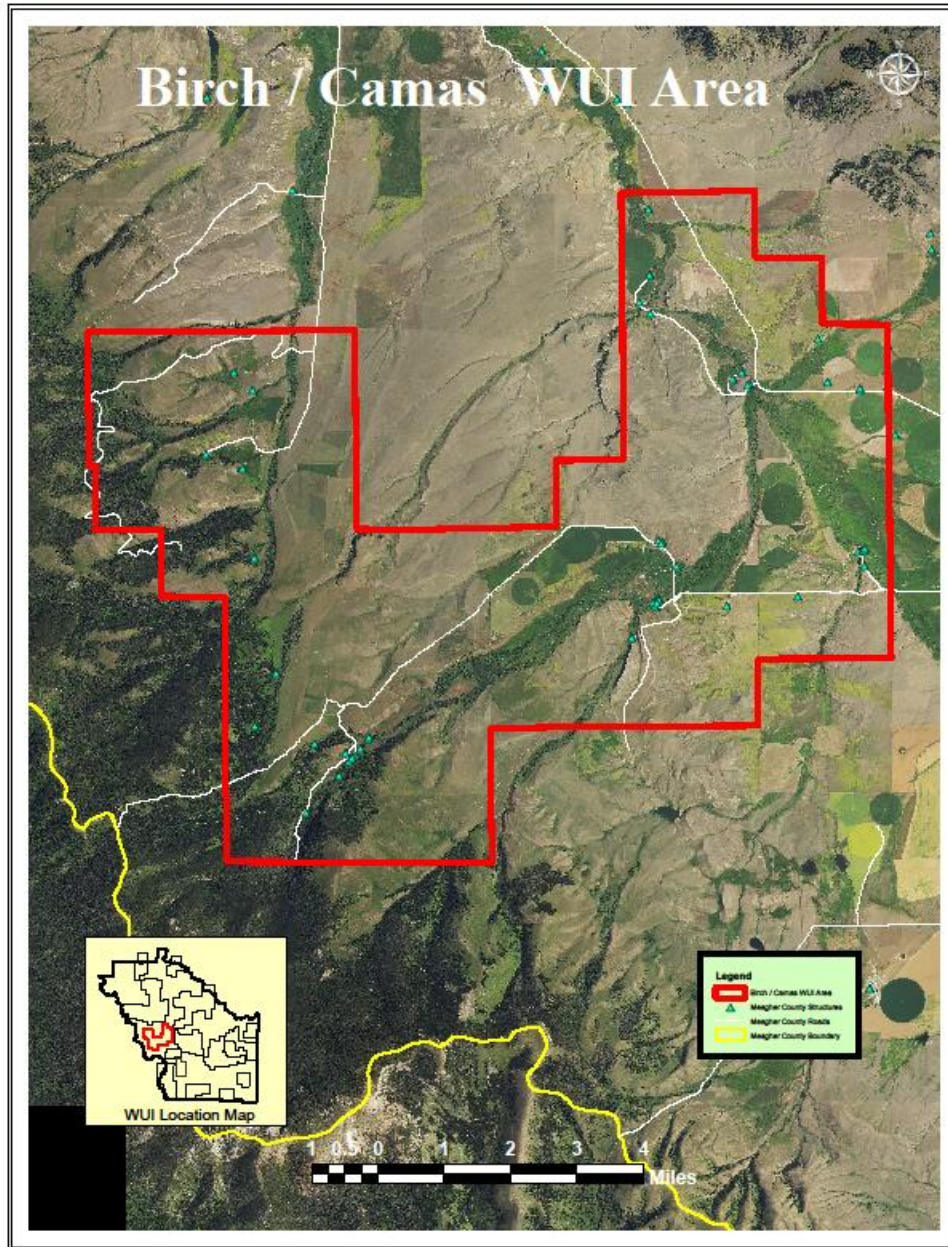 Birch / Camas WUI Area
N
W
E
S
Legend
Birch / Camas WUI Area
Meagher County Structures
Meagher County Roads
Meagher County Boundary
WUI Location Map
1 0.5 0 1 2 3 4
Miles